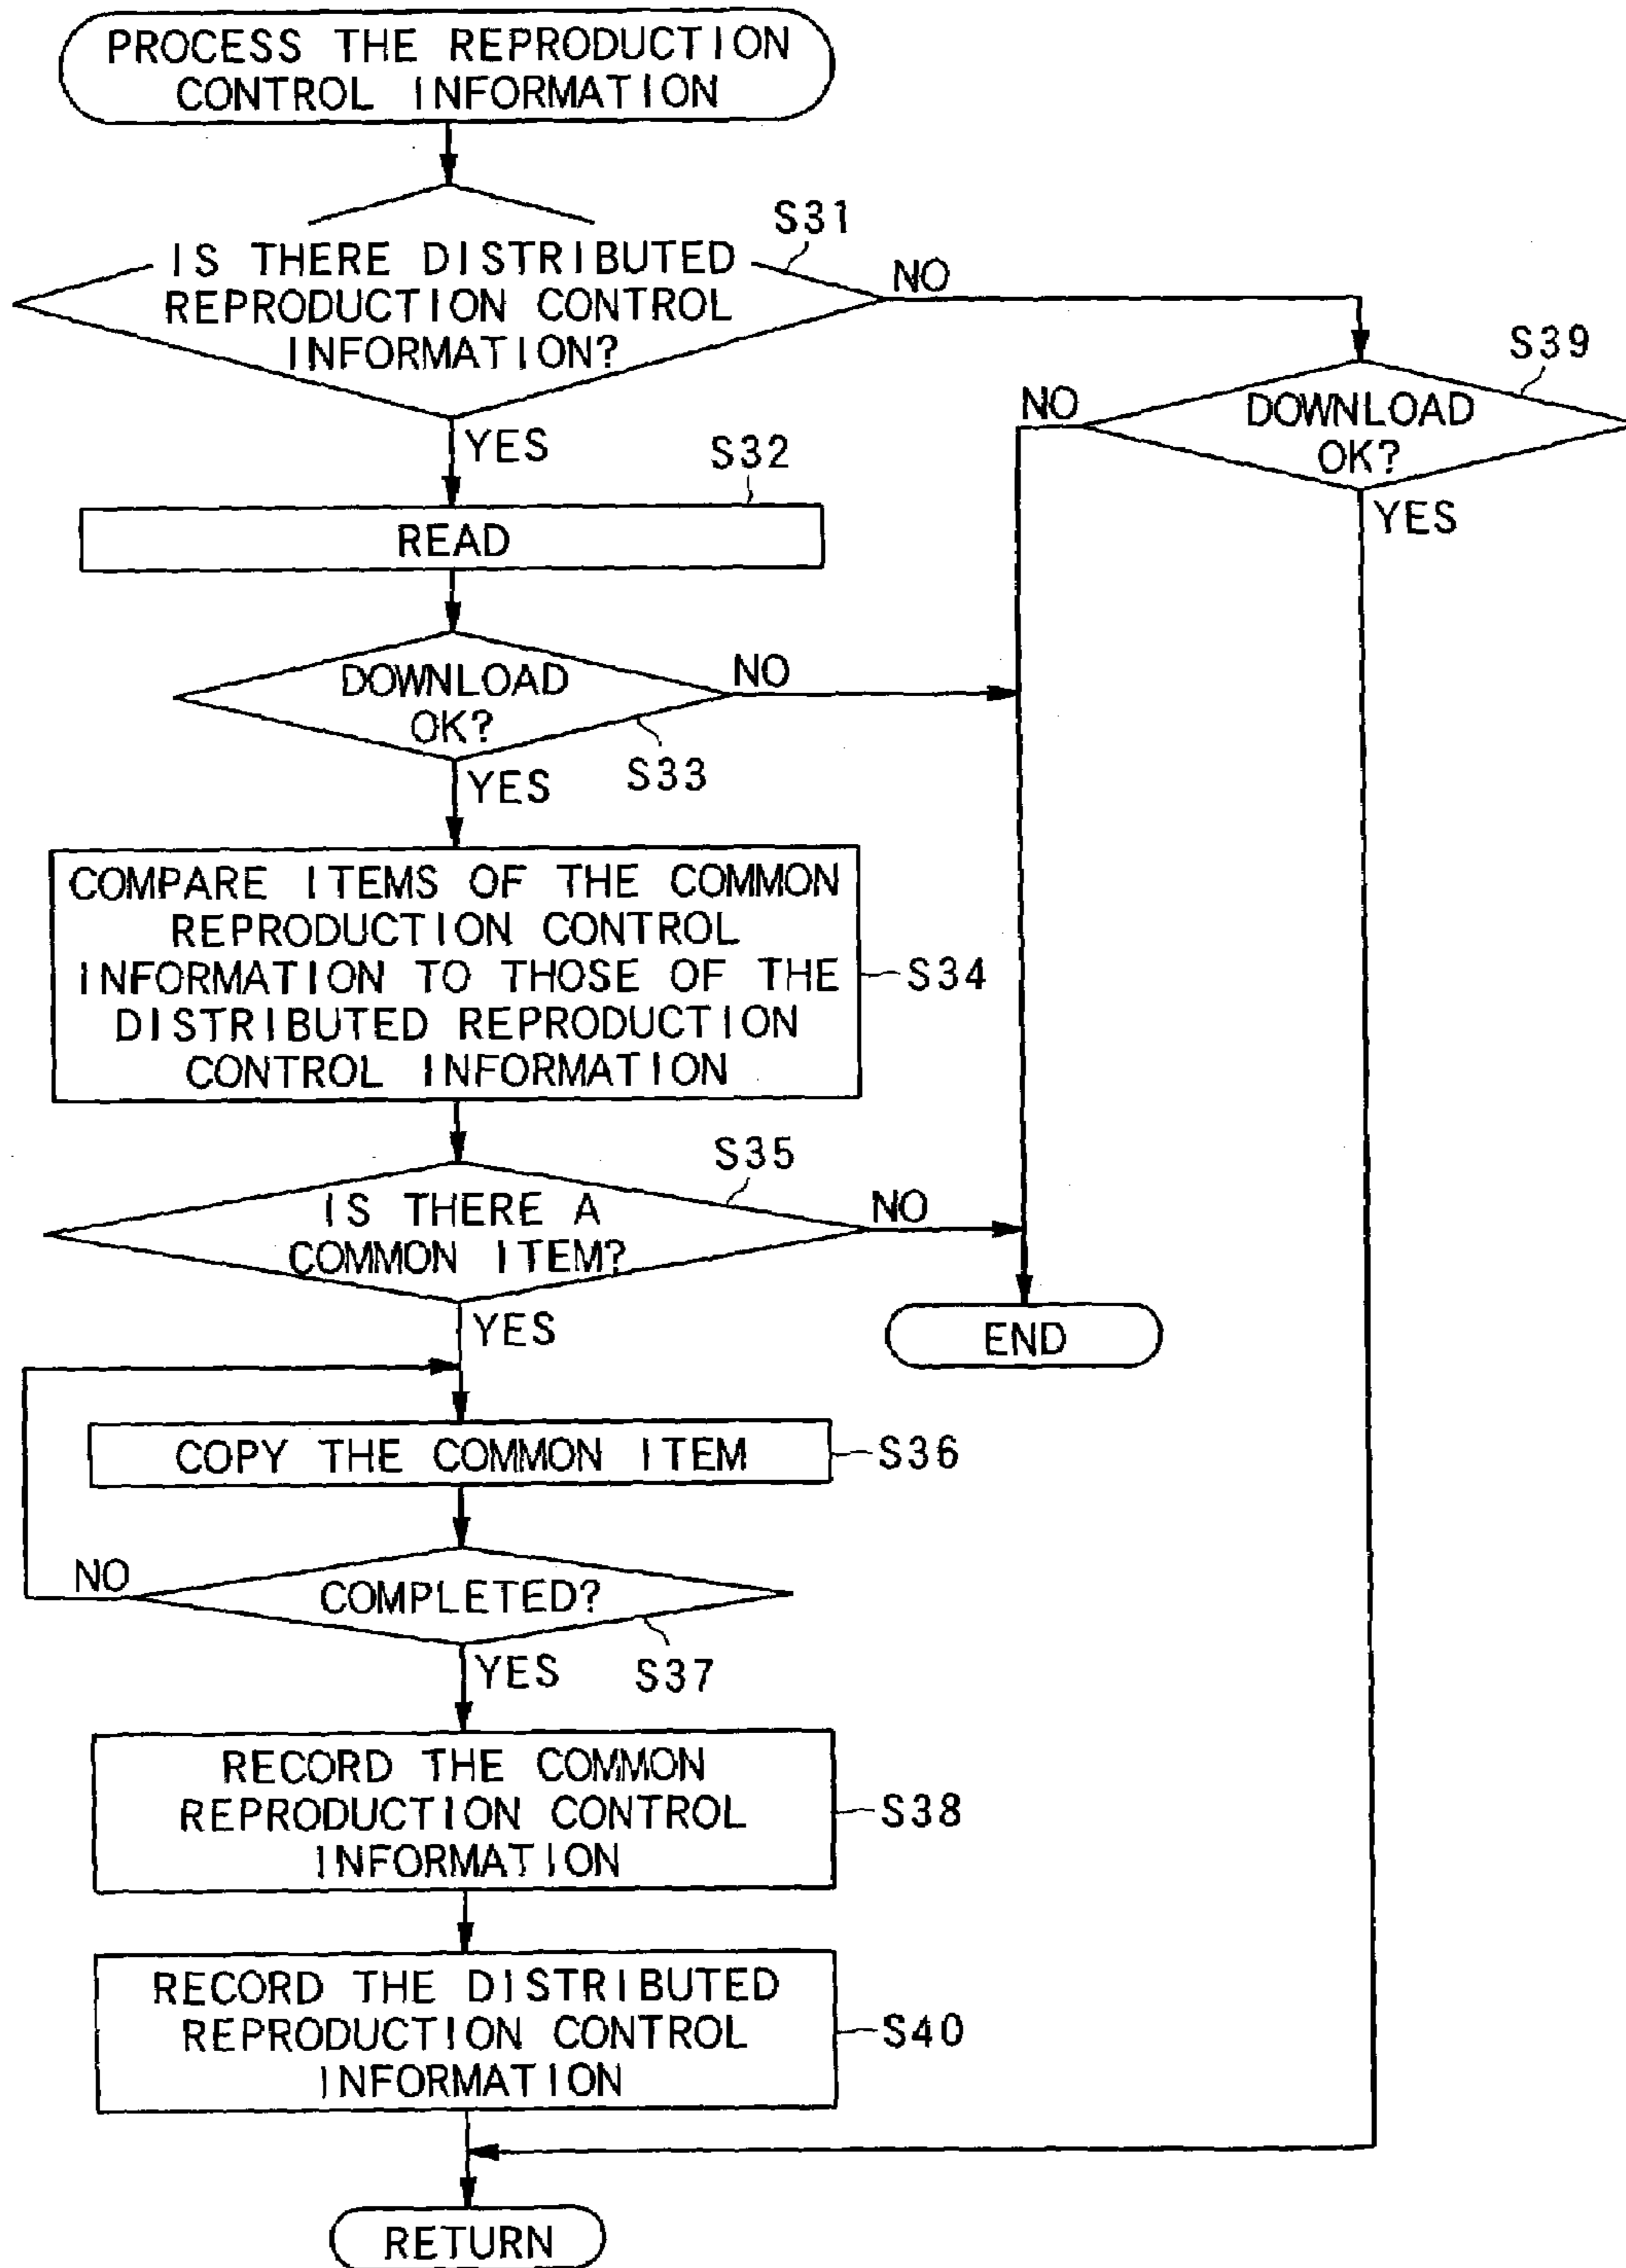 PROCESS THE REPRODUCTION
CONTROL INFORMATION
S31
IS THERE DISTRIBUTED
REPRODUCTION CONTROL
INFORMATION?
NO
YES
S39
DOWNLOAD
OK?
NO
YES
S32
READ
DOWNLOAD
OK?
NO
S33
YES
COMPARE ITEMS OF THE COMMON
REPRODUCTION CONTROL
INFORMATION TO THOSE OF THE
DISTRIBUTED REPRODUCTION
CONTROL INFORMATION
S34
S35
IS THERE A
COMMON ITEM?
NO
YES
END
COPY THE COMMON ITEM
S36
NO
COMPLETED?
S37
YES
RECORD THE COMMON
REPRODUCTION CONTROL
INFORMATION
S38
RECORD THE DISTRIBUTED
REPRODUCTION CONTROL
INFORMATION
S40
RETURN